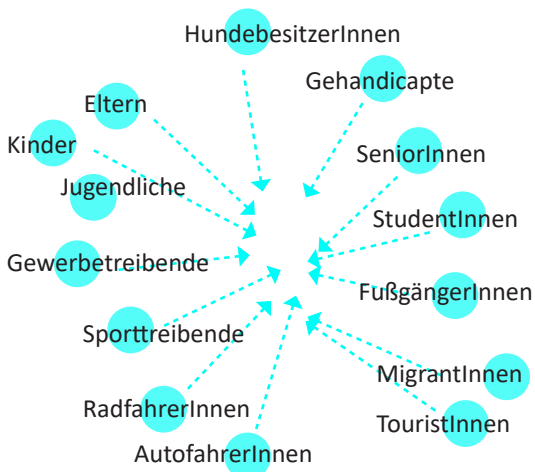 HundebesitzerInnen
Gehandicapte
Eltern
Kinder
SeniorInnen
Jugendliche
StudentInnen
Gewerbetreibende
FußgängerInnen
Sporttreibende
MigrantInnen
RadfahrerInnen
TouristInnen
AutofahrerInnen